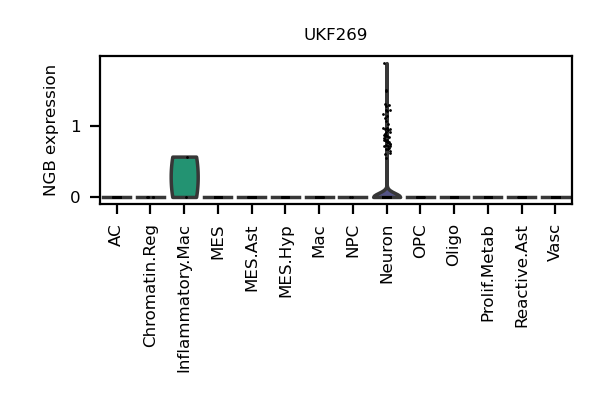 UKF269
NGB expression
1
0
AC
Chromatin.Reg
Inflammatory.Mac
MES
MES.Ast
MES.Hyp
Mac
NPC
Neuron
OPC
Oligo
Prolif.Metab
Reactive.Ast
Vasc